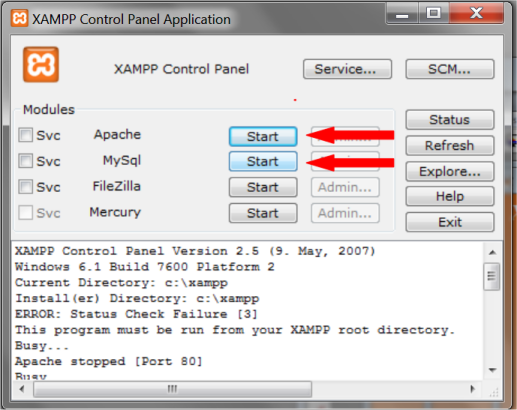 XAMPP Control Panel Application
XAMPP Control Panel
Service...
SCM...
Modules
Svc Apache Start
Svc MySql Start
Svc FileZilla Start Admin...
Svc Mercury Start Admin...
Status
Refresh
Explore...
Help
Exit
XAMPP Control Panel Version 2.5 (9. May, 2007)
Windows 6.1 Build 7600 Platform 2
Current Directory: c:\xampp
Install(er) Directory: c:\xampp
ERROR: Status Check Failure [3]
This program must be run from your XAMPP root directory.
Busy...
Apache stopped [Port 80]
Busy